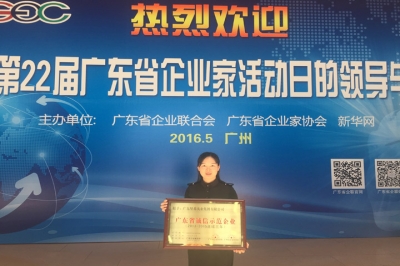 GEC
热烈欢迎
第22届广东省企业家活动日的领导与
主办单位: 广东省企业联合会 广东省企业家协会 新华网
2016.5 广州
广东省诚信示范企业